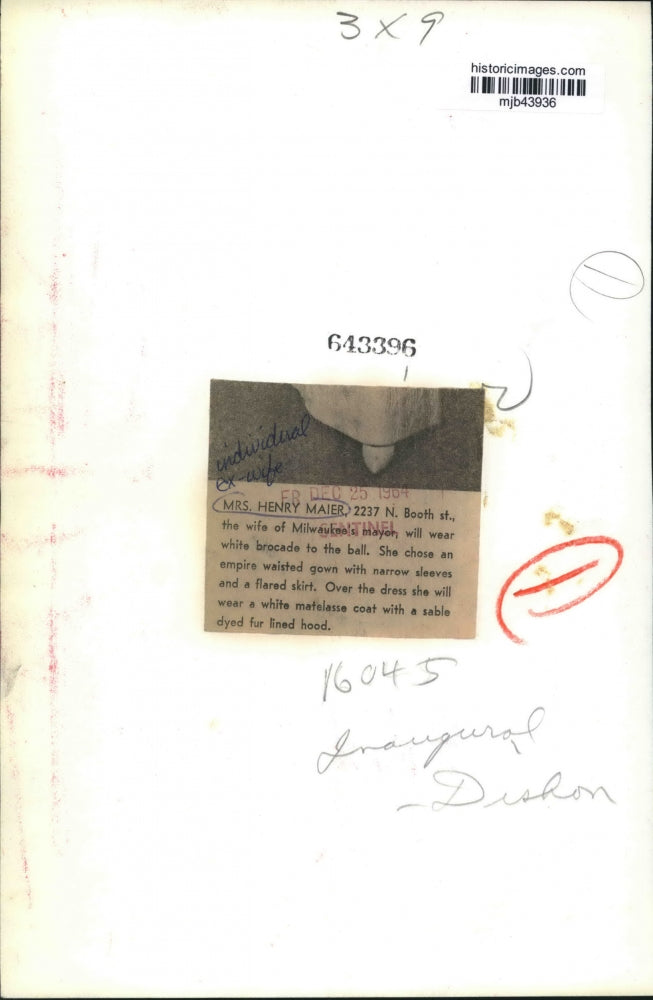 3 x 9
historicimages.com
mjb43936
643396
individual
ex-wife
FR DEC 25 1964
MRS. HENRY MAIER, 2237 N. Booth st.,
SENTINEL
the wife of Milwaukee's mayor, will wear
white brocade to the ball. She chose an
empire waisted gown with narrow sleeves
and a flared skirt. Over the dress she will
wear a white matelasse coat with a sable
dyed fur lined hood.
16045
Inaugural
- Dishon